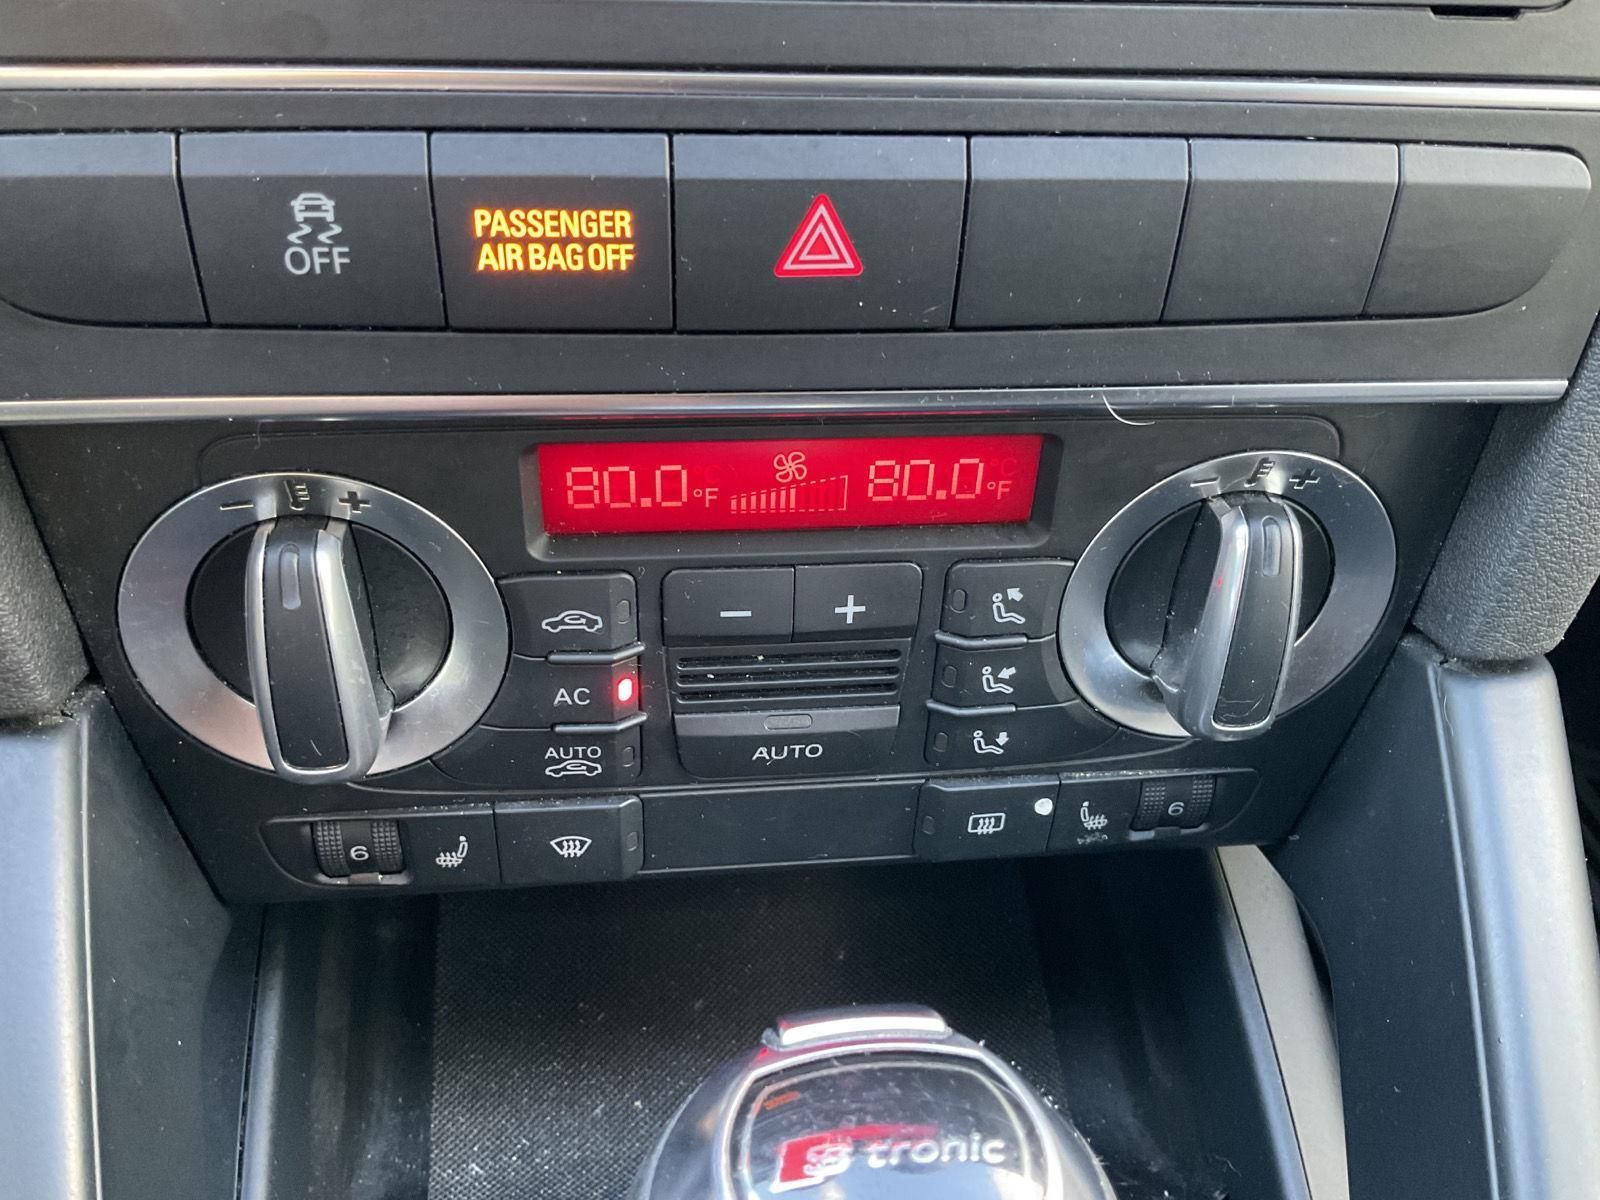 OFF
PASSENGER
AIR BAG OFF
80.0 °F 80.0 °F
- +
- +
- +
AC
AUTO
AUTO
6
6
S tronic